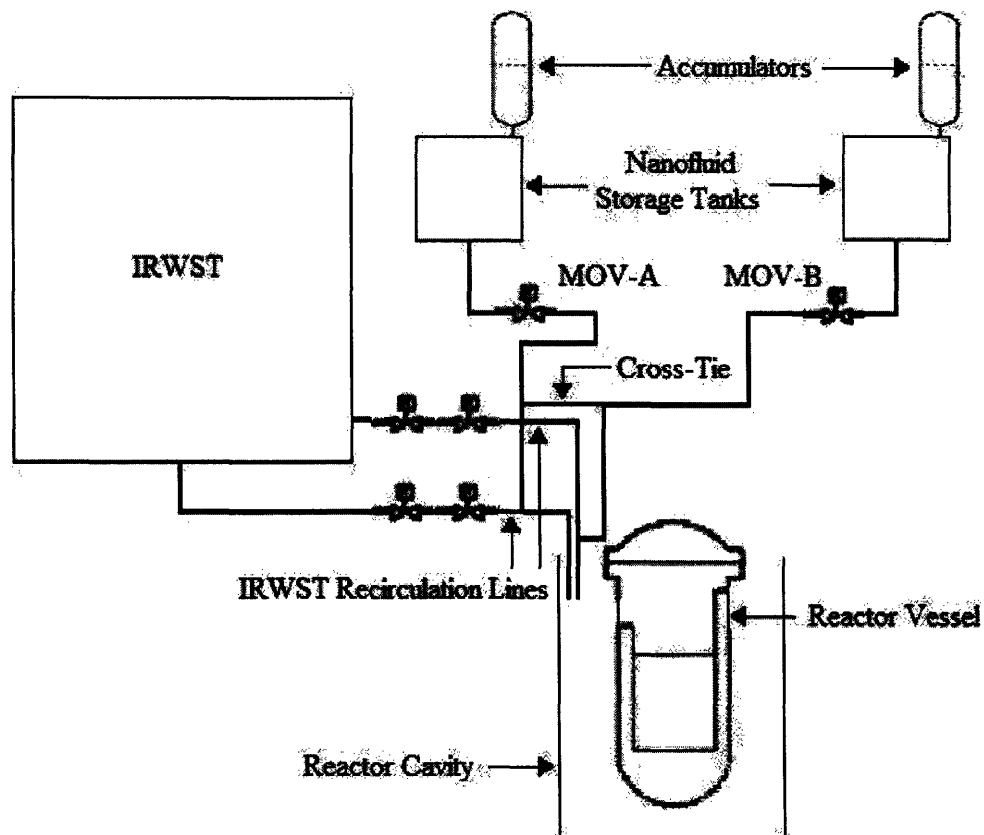 Accumulators
Nanofluid
Storage Tanks
IRWST
MOV-A
MOV-B
Cross-Tie
IRWST Recirculation Lines
Reactor Vessel
Reactor Cavity